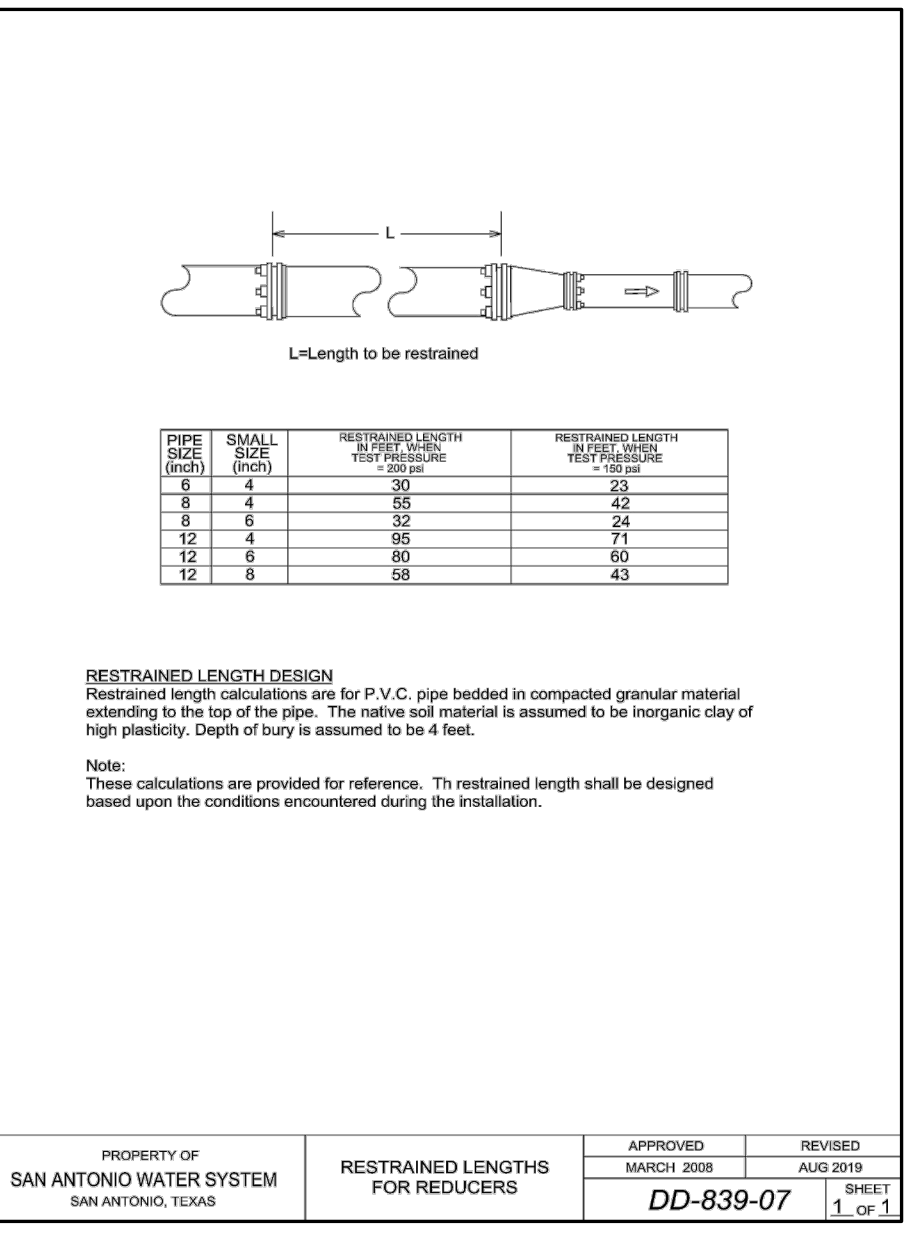 L
L=Length to be restrained
PIPE SIZE (inch) SMALL SIZE (inch) RESTRAINED LENGTH IN FEET, WHEN TEST PRESSURE = 200 psi RESTRAINED LENGTH IN FEET, WHEN TEST PRESSURE = 150 psi
6 4 30 23
8 4 55 42
8 6 32 24
12 4 95 71
12 6 80 60
12 8 58 43
RESTRAINED LENGTH DESIGN
Restrained length calculations are for P.V.C. pipe bedded in compacted granular material
extending to the top of the pipe. The native soil material is assumed to be inorganic clay of
high plasticity. Depth of bury is assumed to be 4 feet.
Note:
These calculations are provided for reference. Th restrained length shall be designed
based upon the conditions encountered during the installation.
PROPERTY OF
SAN ANTONIO WATER SYSTEM
SAN ANTONIO, TEXAS
RESTRAINED LENGTHS
FOR REDUCERS
APPROVED REVISED
MARCH 2008 AUG 2019
DD-839-07
SHEET
1 OF 1